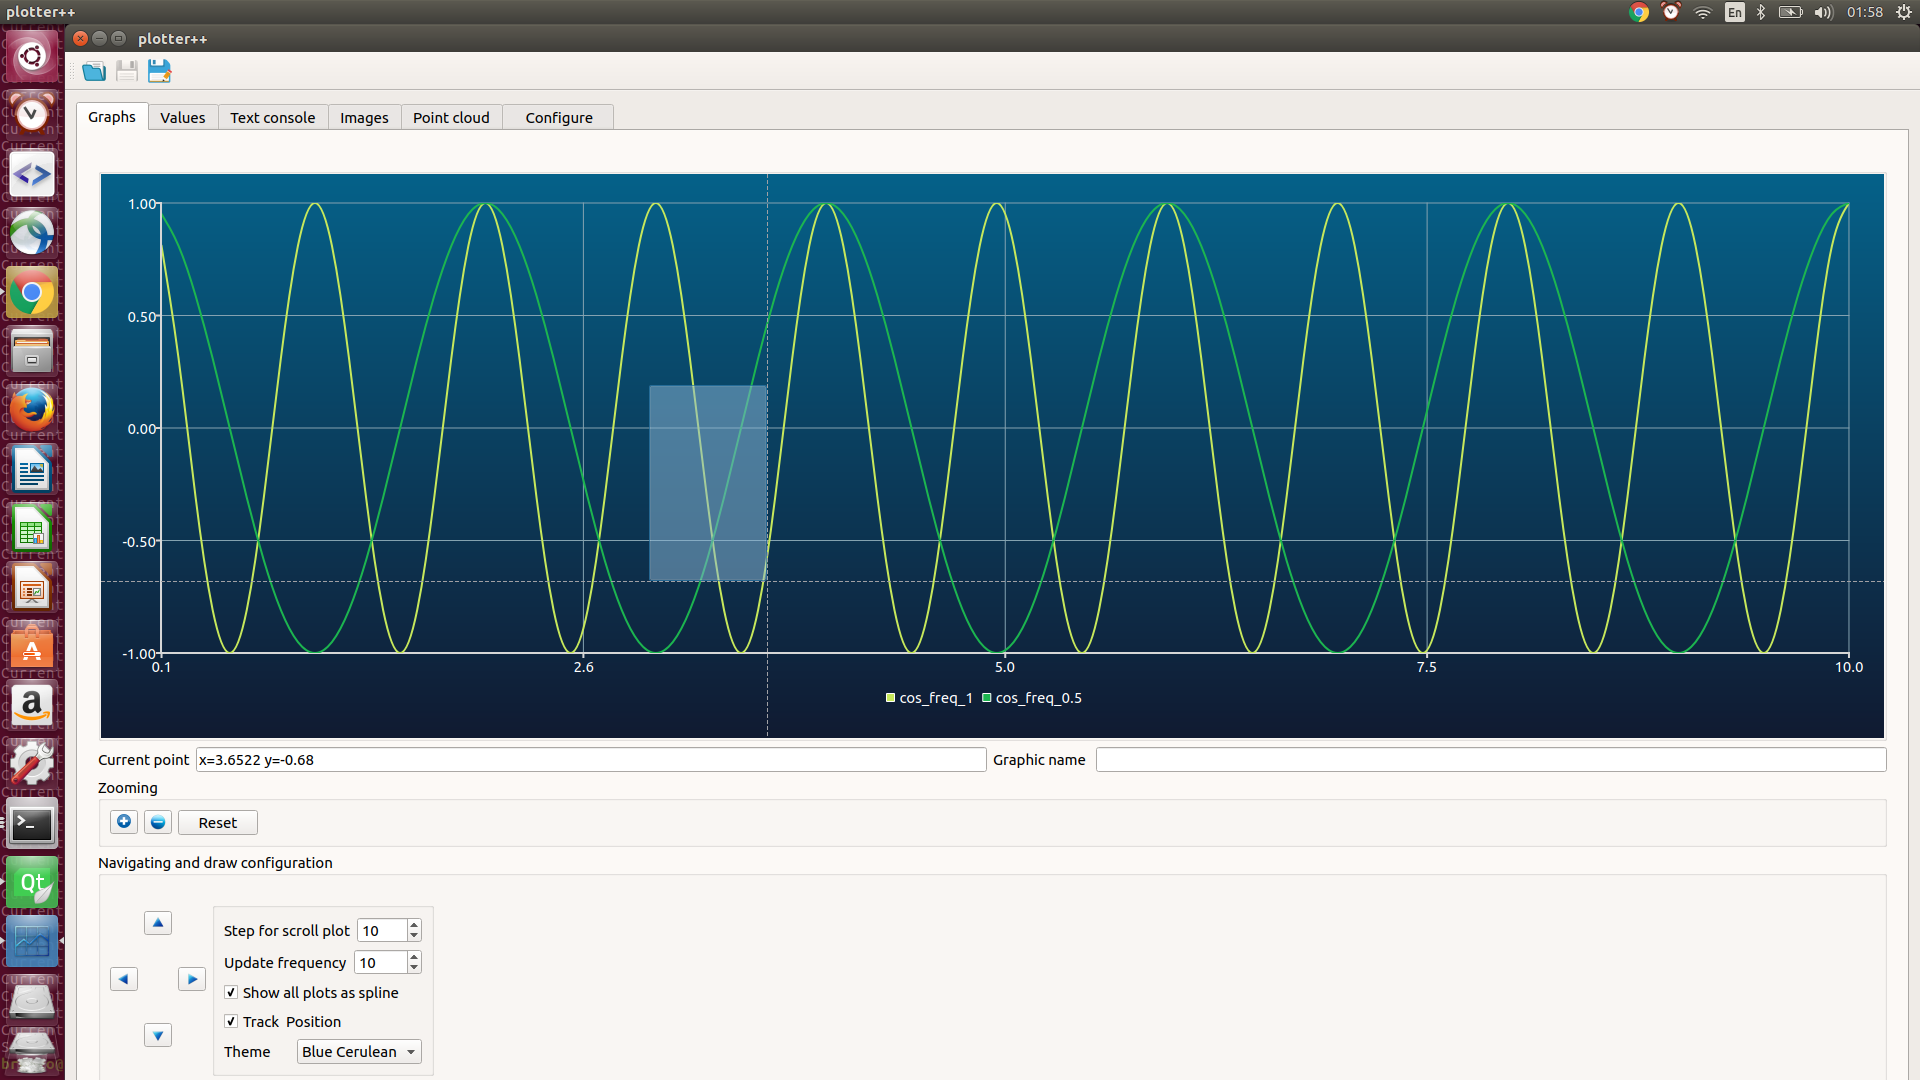 plotter++
En 01:58
plotter++
Graphs Values Text console Images Point cloud Configure
1.00
0.50
0.00
-0.50
-1.00
0.1 2.6 5.0 7.5 10.0
cos_freq_1 cos_freq_0.5
Current point x=3.6522 y=-0.68 Graphic name
Zooming
Reset
Navigating and draw configuration
Step for scroll plot 10
Update frequency 10
Show all plots as spline
Track Position
Theme Blue Cerulean